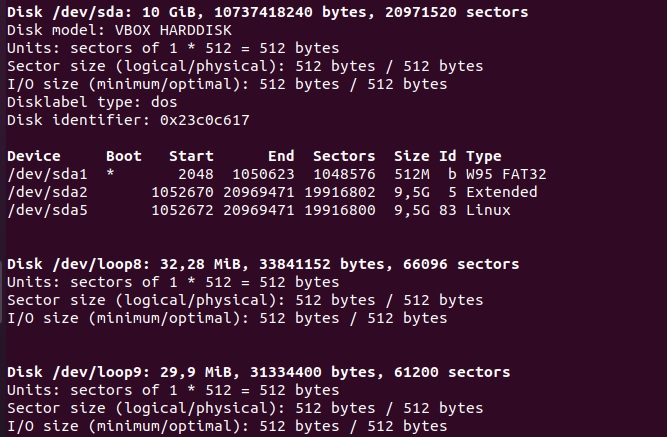 Disk /dev/sda: 10 GiB, 10737418240 bytes, 20971520 sectors
Disk model: VBOX HARDDISK
Units: sectors of 1 * 512 = 512 bytes
Sector size (logical/physical): 512 bytes / 512 bytes
I/O size (minimum/optimal): 512 bytes / 512 bytes
Disklabel type: dos
Disk identifier: 0x23c0c617
Device     Boot   Start      End  Sectors  Size Id Type
/dev/sda1  *       2048  1050623  1048576  512M  b W95 FAT32
/dev/sda2       1052670 20969471 19916802  9,5G  5 Extended
/dev/sda5       1052672 20969471 19916800  9,5G 83 Linux
Disk /dev/loop8: 32,28 MiB, 33841152 bytes, 66096 sectors
Units: sectors of 1 * 512 = 512 bytes
Sector size (logical/physical): 512 bytes / 512 bytes
I/O size (minimum/optimal): 512 bytes / 512 bytes
Disk /dev/loop9: 29,9 MiB, 31334400 bytes, 61200 sectors
Units: sectors of 1 * 512 = 512 bytes
Sector size (logical/physical): 512 bytes / 512 bytes
I/O size (minimum/optimal): 512 bytes / 512 bytes